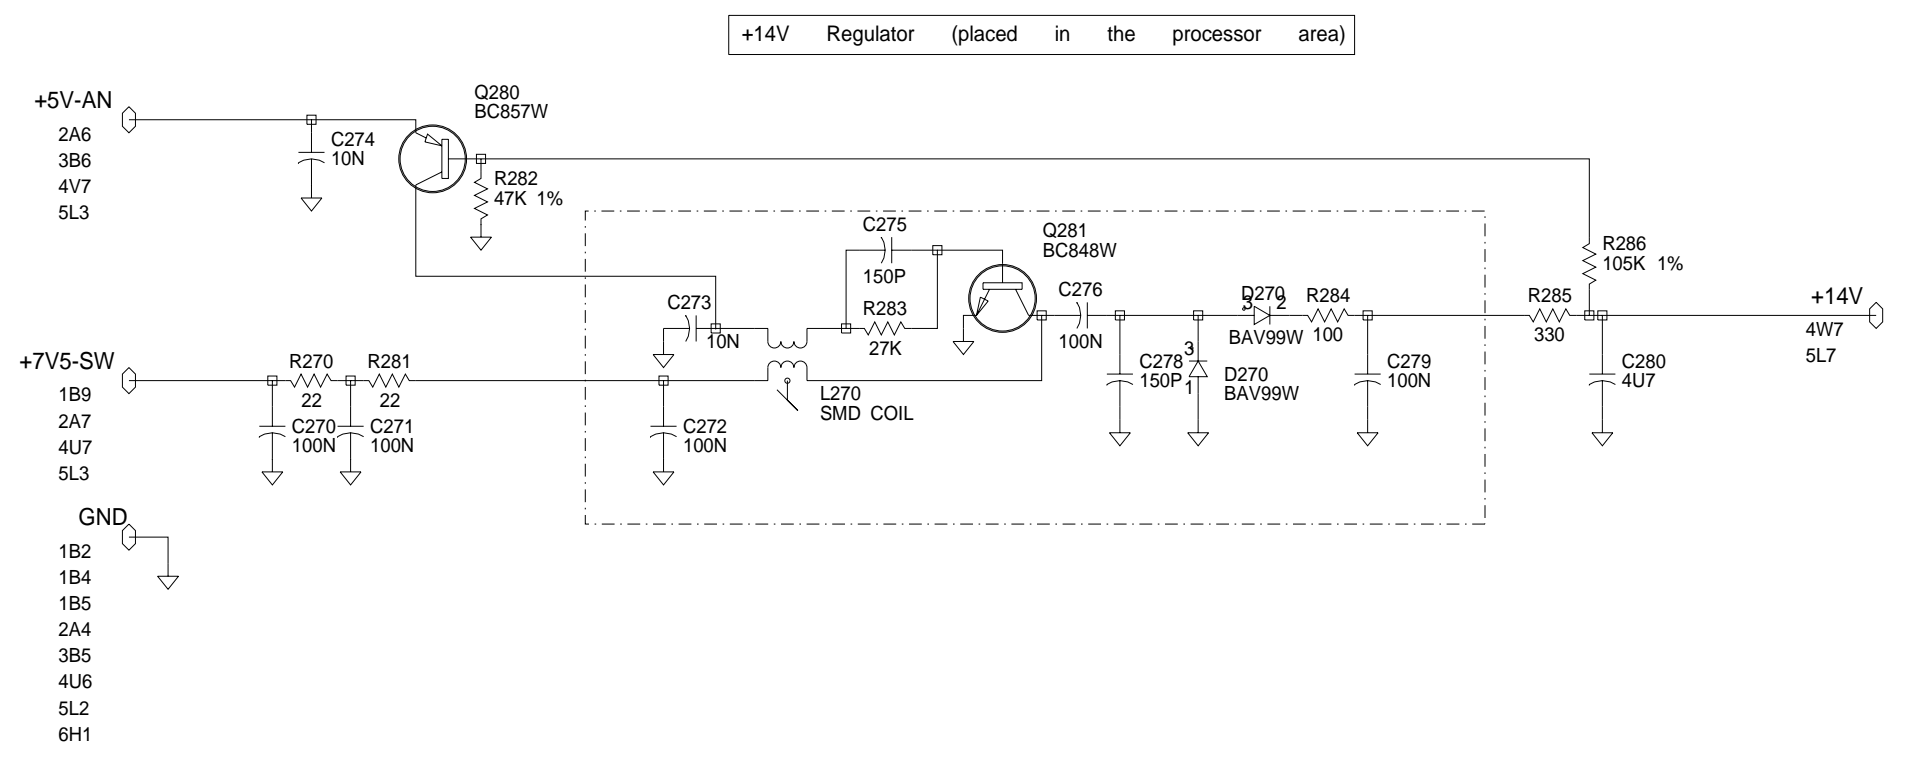 +14V Regulator (placed in the processor area)
+5V-AN
2A6
3B6
4V7
5L3
C274
10N
Q280
BC857W
R282
47K 1%
C275
150P
Q281
BC848W
R286
105K 1%
C273
10N
R283
27K
C276
100N
D270
3 2
BAV99W
R284
100
R285
330
+14V
4W7
5L7
+7V5-SW
1B9
2A7
4U7
5L3
R270
22
R281
22
C270
100N
C271
100N
C272
100N
L270
SMD COIL
C278
150P
3
1
D270
BAV99W
C279
100N
C280
4U7
GND
1B2
1B4
1B5
2A4
3B5
4U6
5L2
6H1